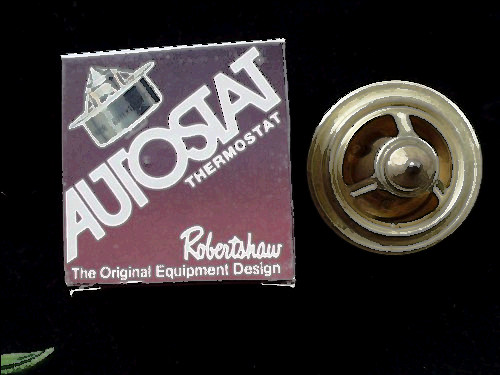 AUTOSTAT
THERMOSTAT
Robertshaw
The Original Equipment Design